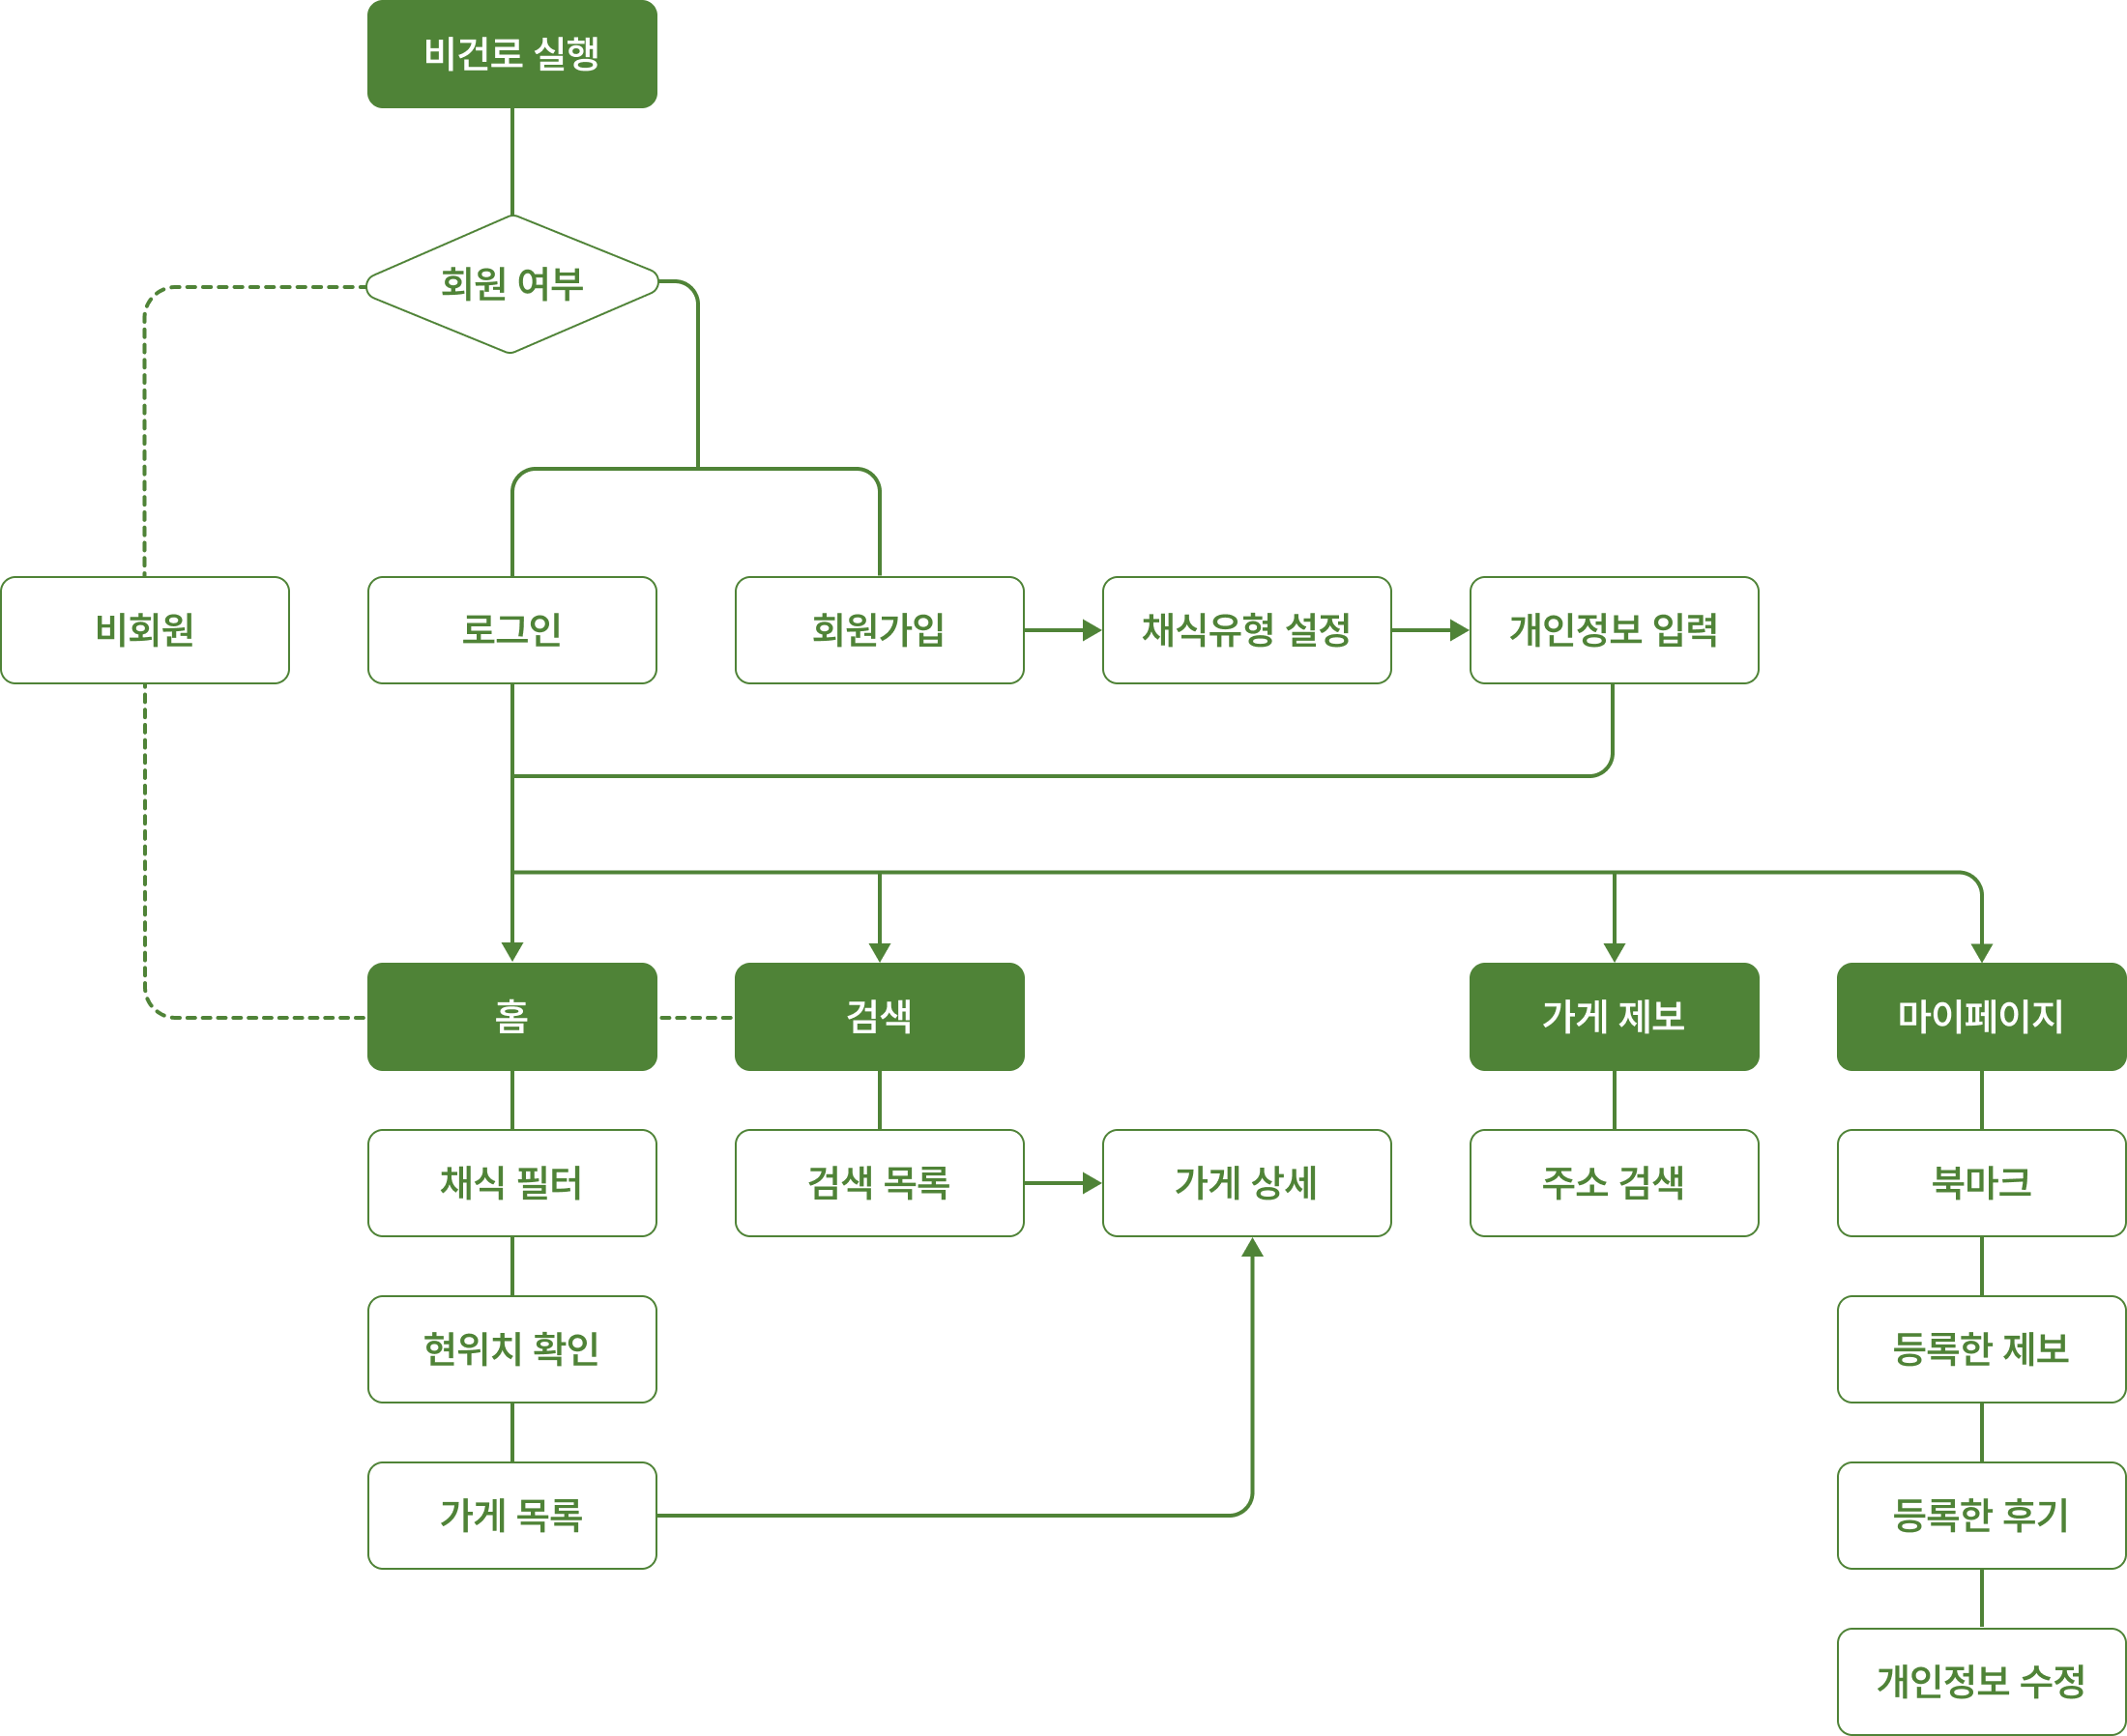 비건로 실행
회원 여부
비회원
로그인
회원가입
채식유형 설정
개인정보 입력
홈
검색
가게 제보
마이페이지
채식 필터
검색 목록
가게 상세
주소 검색
북마크
현위치 확인
등록한 제보
가게 목록
등록한 후기
개인정보 수정